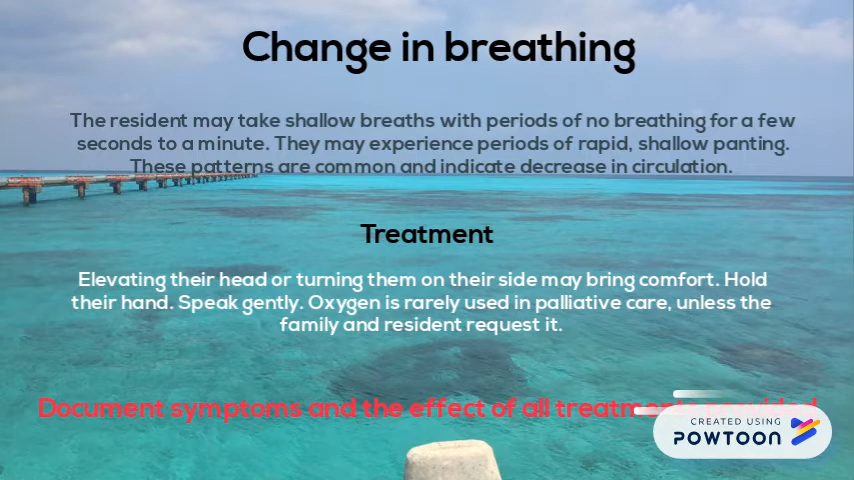 Change in breathing
The resident may take shallow breaths with periods of no breathing for a few
seconds to a minute. They may experience periods of rapid, shallow panting.
These patterns are common and indicate decrease in circulation.
Treatment
Elevating their head or turning them on their side may bring comfort. Hold
their hand. Speak gently. Oxygen is rarely used in palliative care, unless the
family and resident request it.
Document symptoms and the effect of all treatments provided
CREATED USING
POWTOON